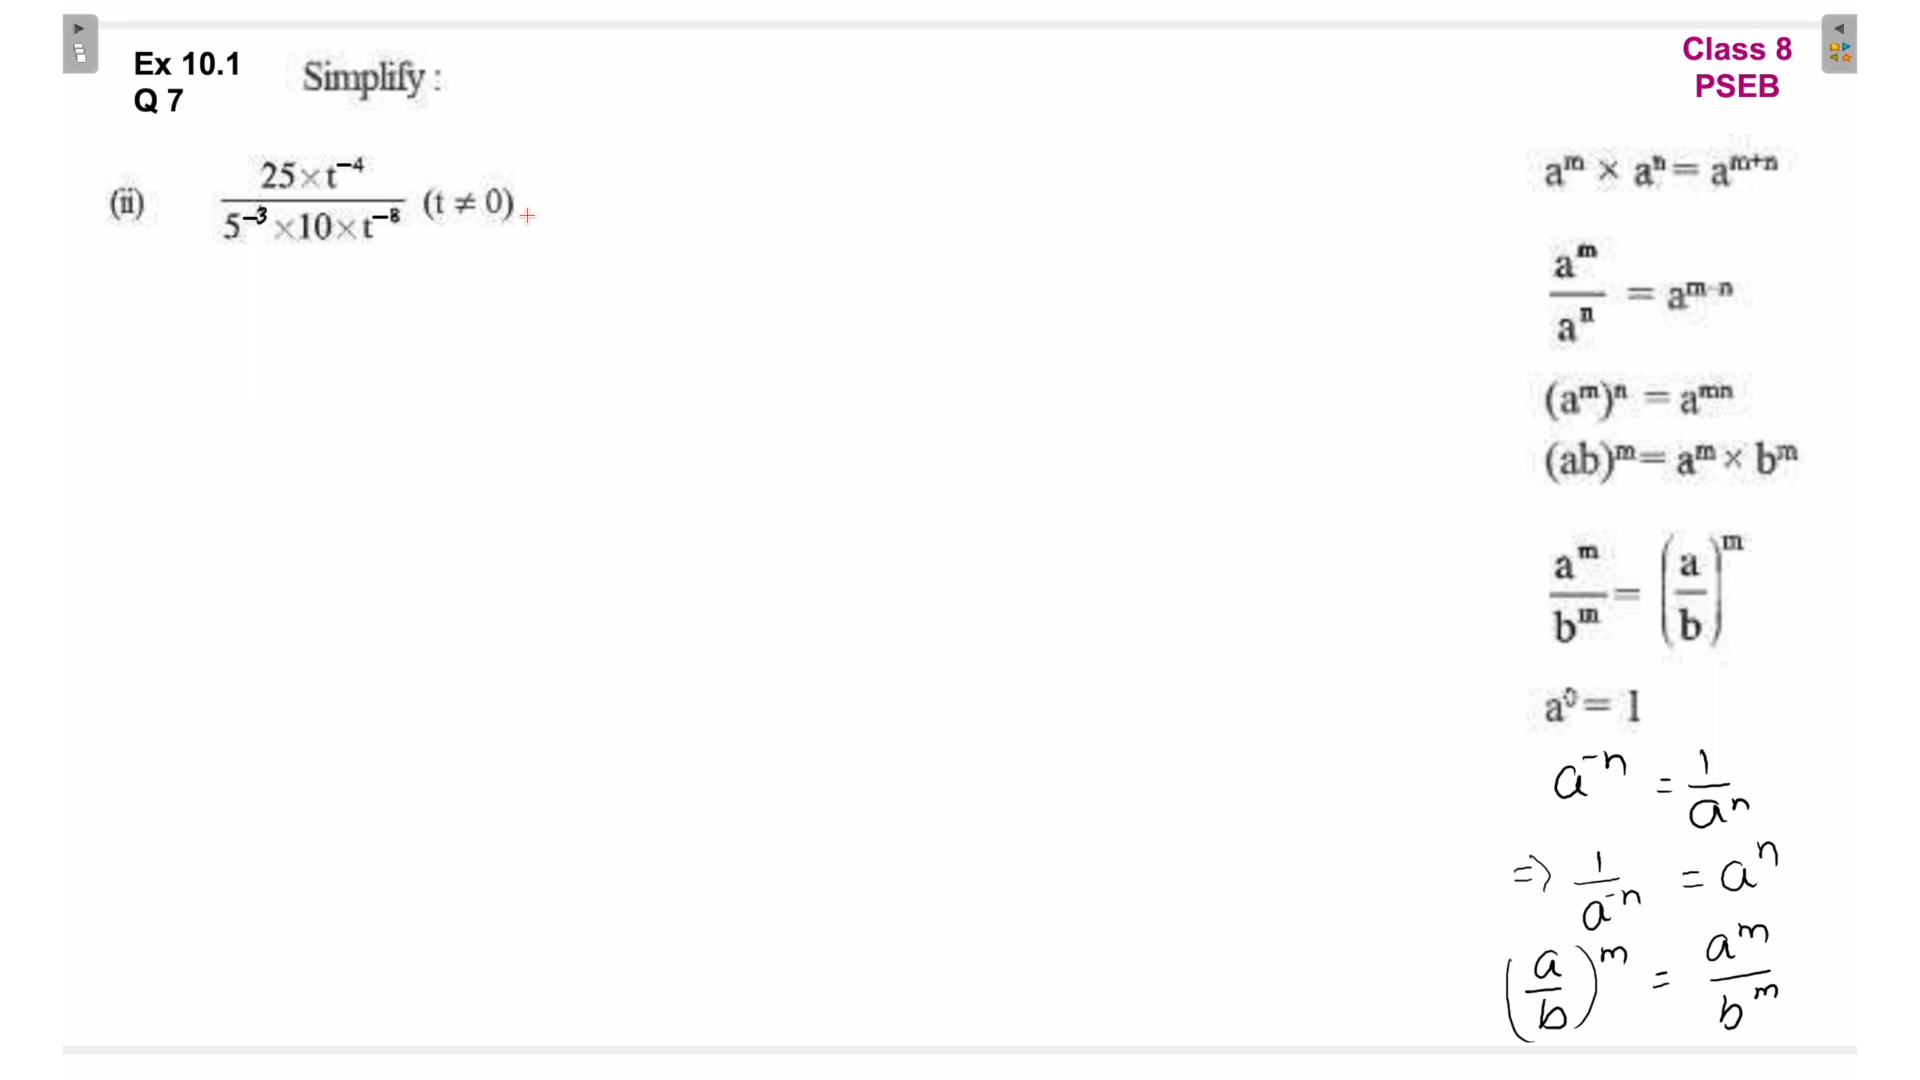 Ex 10.1
Q 7
Simplify :
Class 8
PSEB
(ii) 25×t⁻⁴ / 5⁻³×10×t⁻⁸ (t ≠ 0)
aᵐ × aⁿ = aᵐ⁺ⁿ
aᵐ / aⁿ = aᵐ⁻ⁿ
(aᵐ)ⁿ = aᵐⁿ
(ab)ᵐ = aᵐ × bᵐ
aᵐ / bᵐ = (a/b)ᵐ
a⁰ = 1
a⁻ⁿ = 1/aⁿ
=> 1/a⁻ⁿ = aⁿ
(a/b)ᵐ = aᵐ/bᵐ